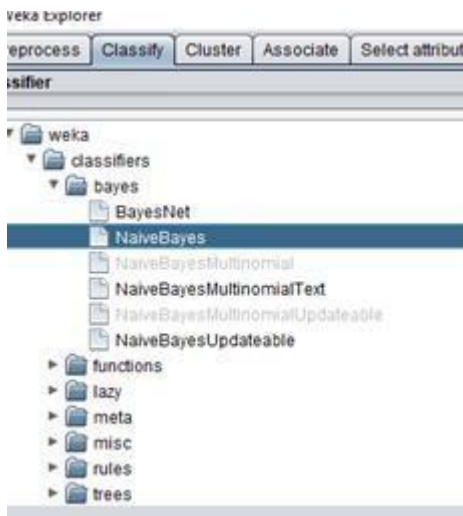 Weka Explorer
reprocess Classify Cluster Associate Select attribut
ssifier
weka
classifiers
bayes
BayesNet
NaiveBayes
NaiveBayesMultinomial
NaiveBayesMultinomialText
NaiveBayesMultinomialUpdateable
NaiveBayesUpdateable
functions
lazy
meta
misc
rules
trees